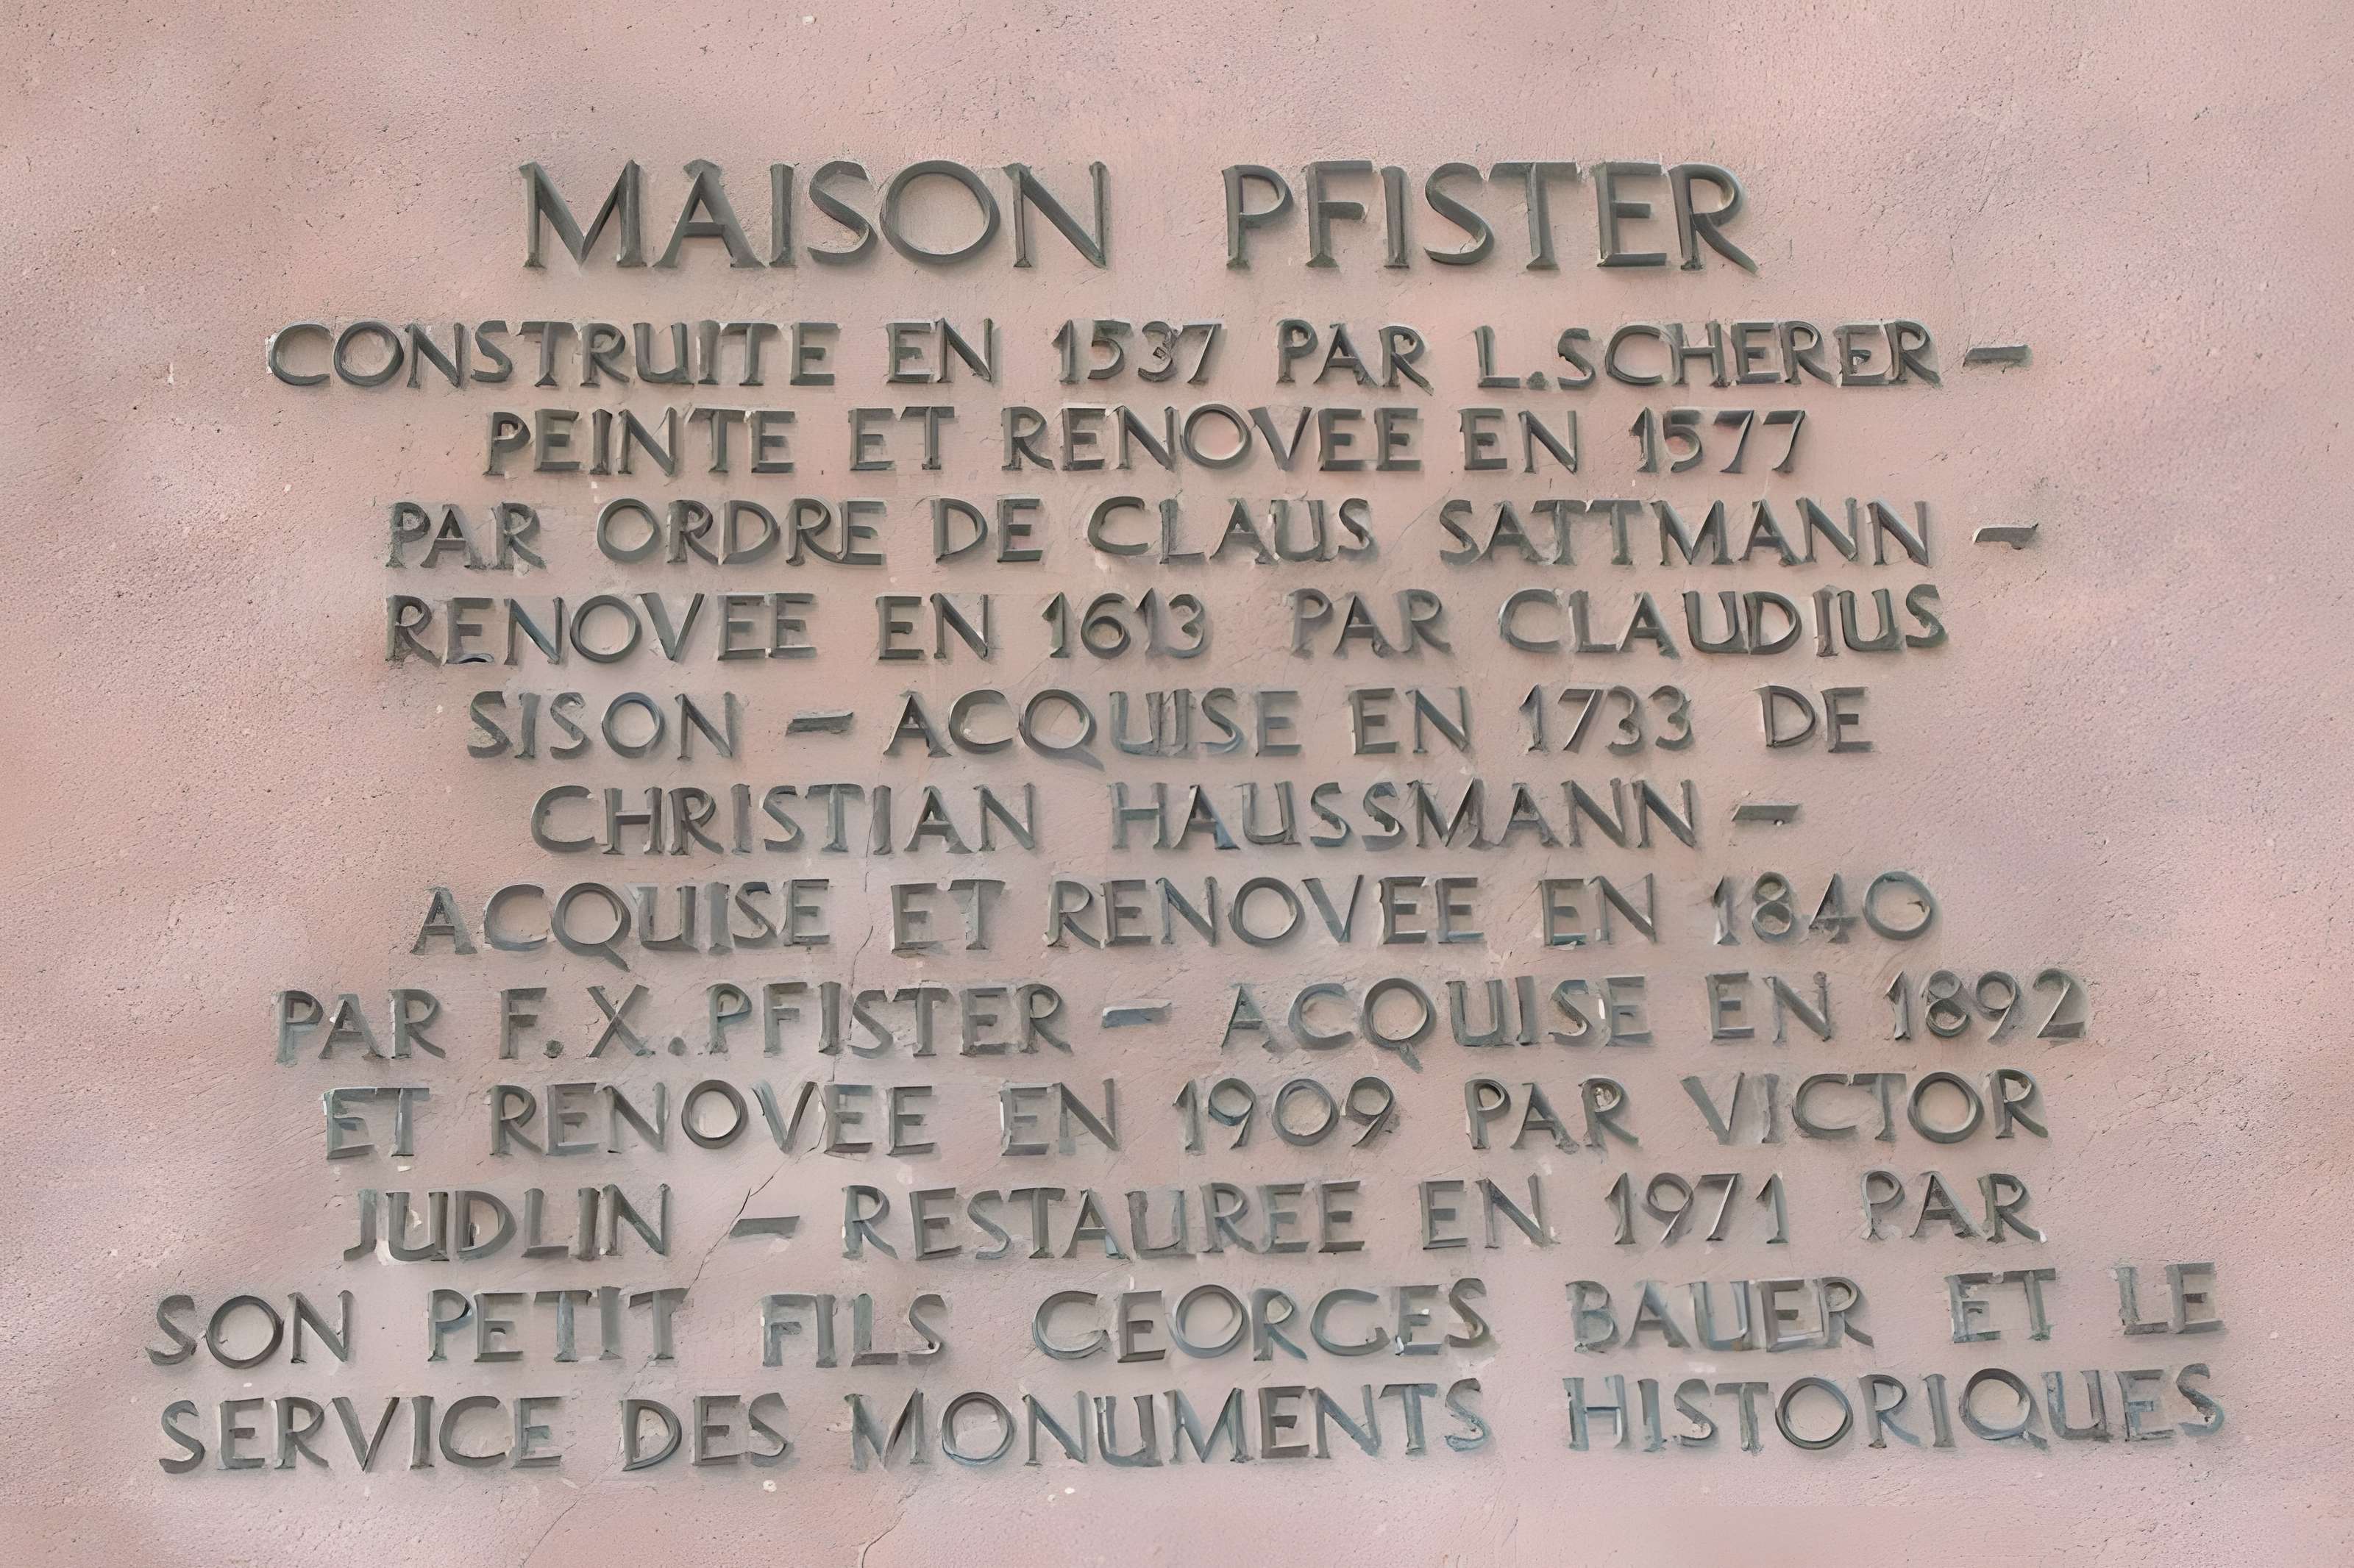 MAISON PFISTER
CONSTRUITE EN 1537 PAR L.SCHERER —
PEINTE ET RENOVEE EN 1577
PAR ORDRE DE CLAUS SATTMANN —
RENOVEE EN 1613 PAR CLAUDIUS
SISON — ACQUISE EN 1733 DE
CHRISTIAN HAUSSMANN —
ACQUISE ET RENOVEE EN 1840
PAR F.X.PFISTER — ACQUISE EN 1892
ET RENOVEE EN 1909 PAR VICTOR
JUDLIN — RESTAUREE EN 1971 PAR
SON PETIT FILS GEORGES BAUER ET LE
SERVICE DES MONUMENTS HISTORIQUES